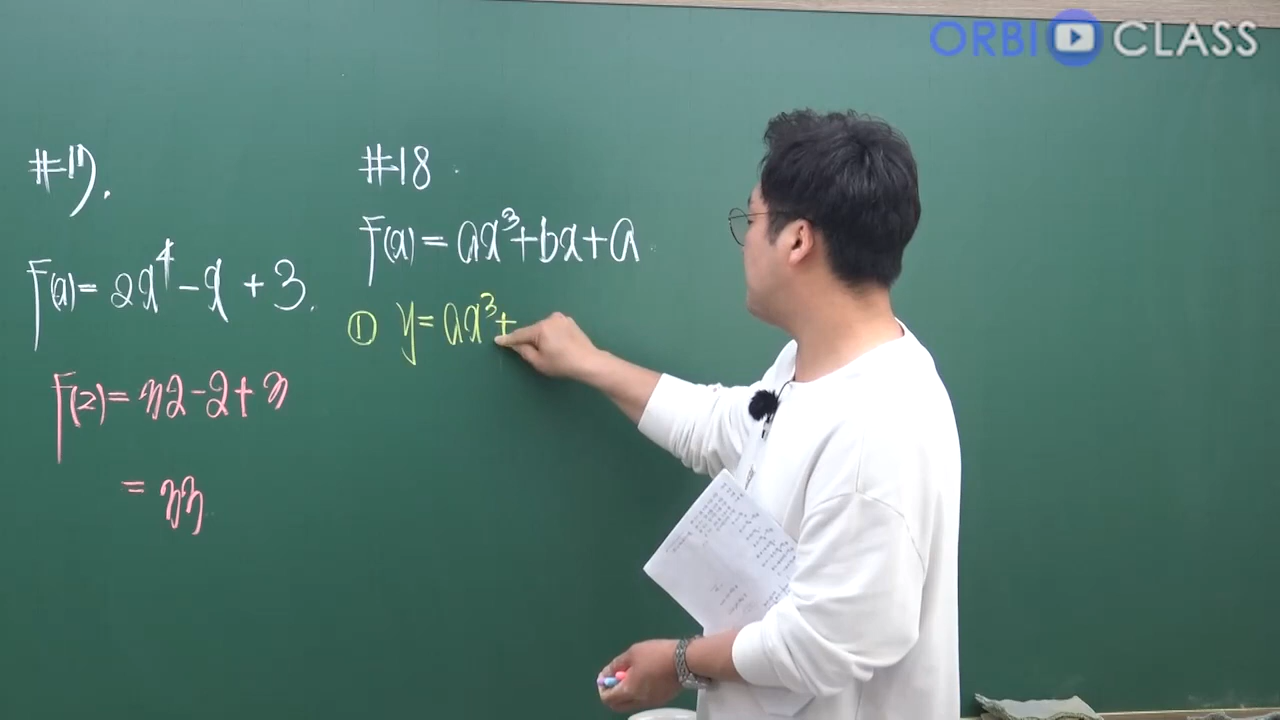 ORBI CLASS
#17.
F(x)= 2x⁴-x+3.
F(2)= 32-2+3
= 33
#18.
F(x)=ax³+bx+a.
① y=ax³+